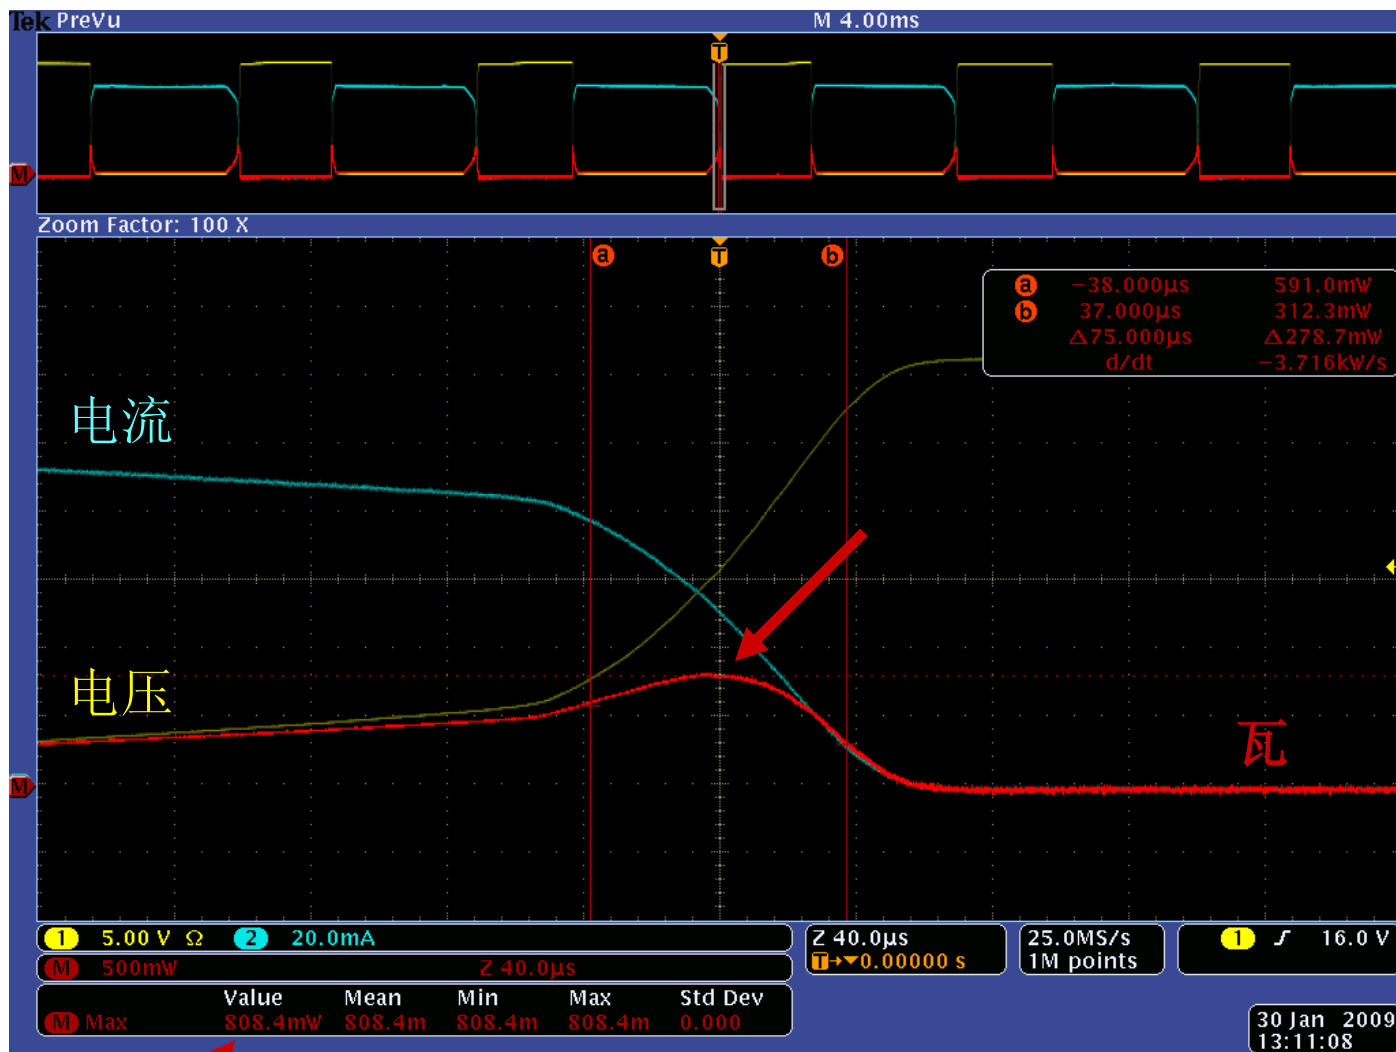 Tek PreVu M 4.00ms
T
M
Zoom Factor: 100 X
a T b
a -38.000µs 591.0mW
b 37.000µs 312.3mW
Δ75.000µs Δ278.7mW
d/dt -3.716kW/s
电流
电压
瓦
M
1 5.00 V Ω 2 20.0mA
M 500mW Z 40.0µs
Z 40.0µs
T→▼0.00000 s
25.0MS/s
1M points
1 ∫ 16.0 V
Value Mean Min Max Std Dev
M Max 808.4mW 808.4m 808.4m 808.4m 0.000
30 Jan 2009
13:11:08